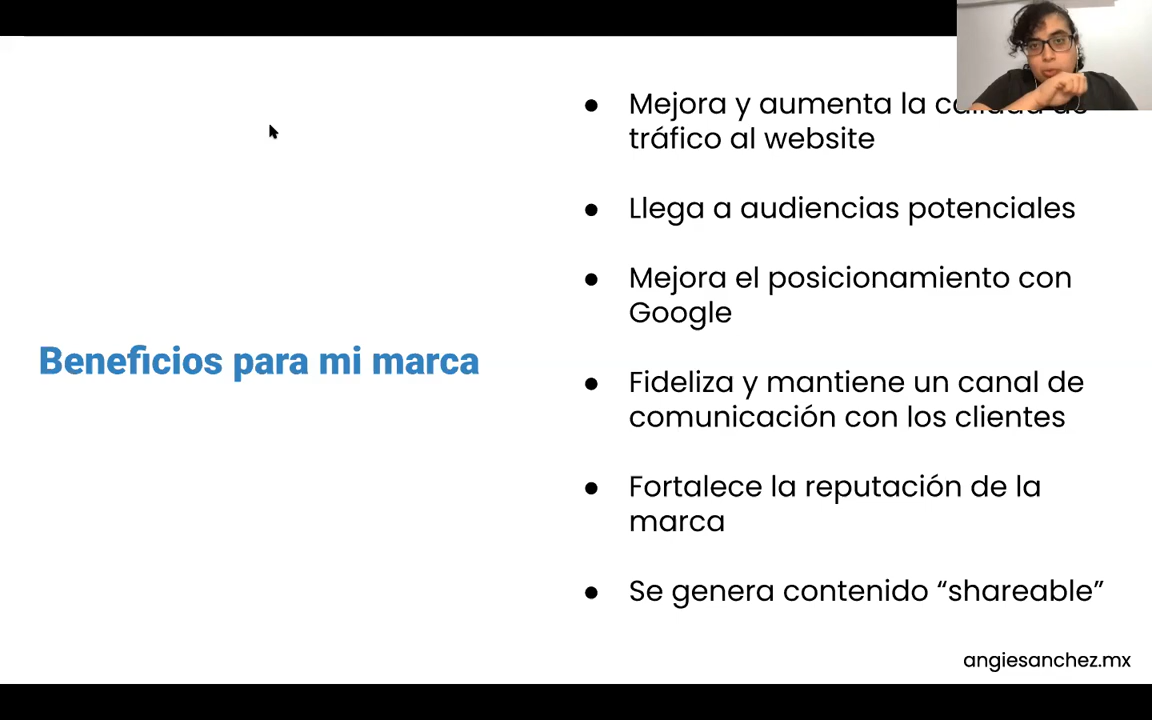 Beneficios para mi marca
● Mejora y aumenta la calidad de
tráfico al website
● Llega a audiencias potenciales
● Mejora el posicionamiento con
Google
● Fideliza y mantiene un canal de
comunicación con los clientes
● Fortalece la reputación de la
marca
● Se genera contenido “shareable”
angiesanchez.mx